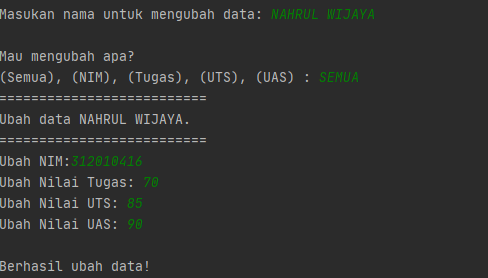 Masukan nama untuk mengubah data: NAHRUL WIJAYA
Mau mengubah apa?
(Semua), (NIM), (Tugas), (UTS), (UAS) : SEMUA
==========================
Ubah data NAHRUL WIJAYA.
==========================
Ubah NIM:312010416
Ubah Nilai Tugas: 70
Ubah Nilai UTS: 85
Ubah Nilai UAS: 90
Berhasil ubah data!